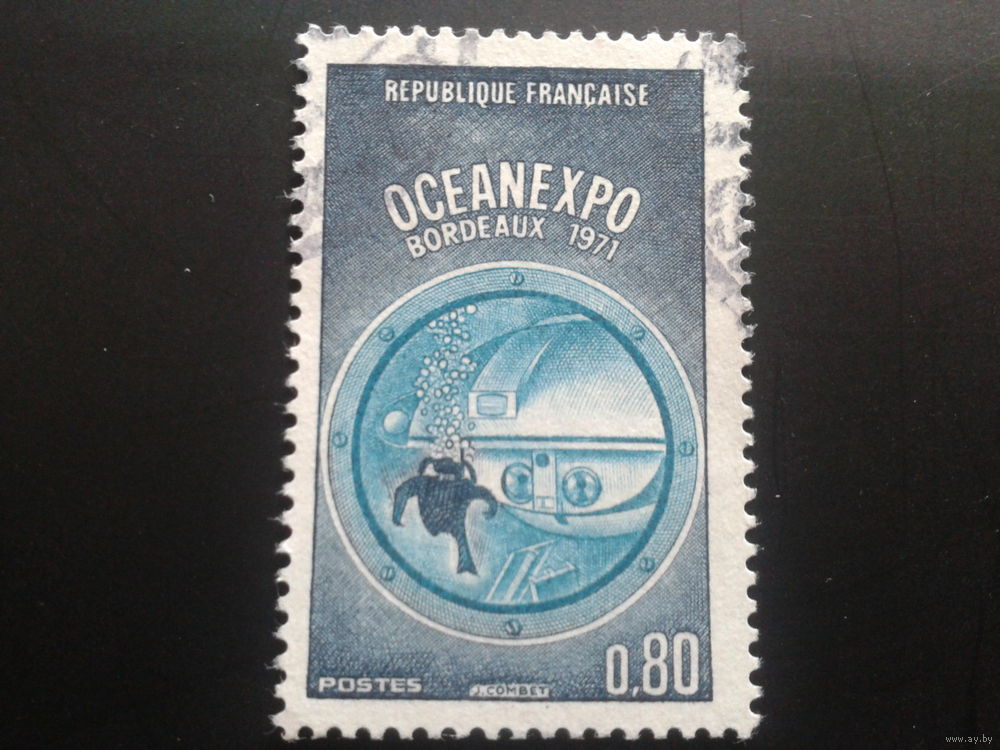 REPUBLIQUE FRANÇAISE
OCEANEXPO
BORDEAUX 1971
POSTES
J. COMBET
0,80
www.ay.by